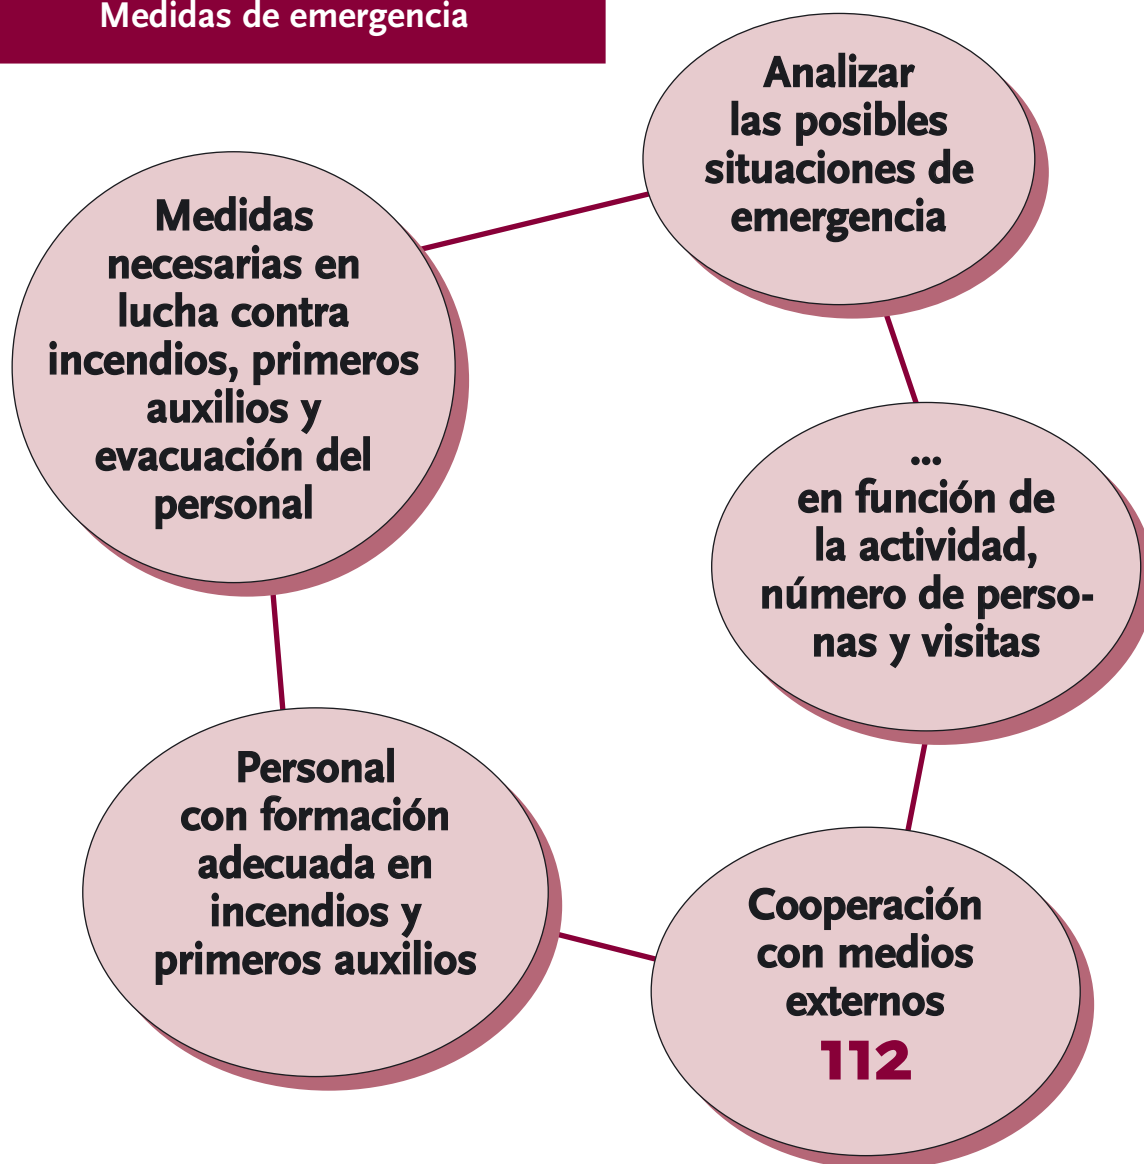 Medidas de emergencia
Analizar
las posibles
situaciones de
emergencia
Medidas
necesarias en
lucha contra
incendios, primeros
auxilios y
evacuación del
personal
...
en función de
la actividad,
número de perso-
nas y visitas
Personal
con formación
adecuada en
incendios y
primeros auxilios
Cooperación
con medios
externos
112